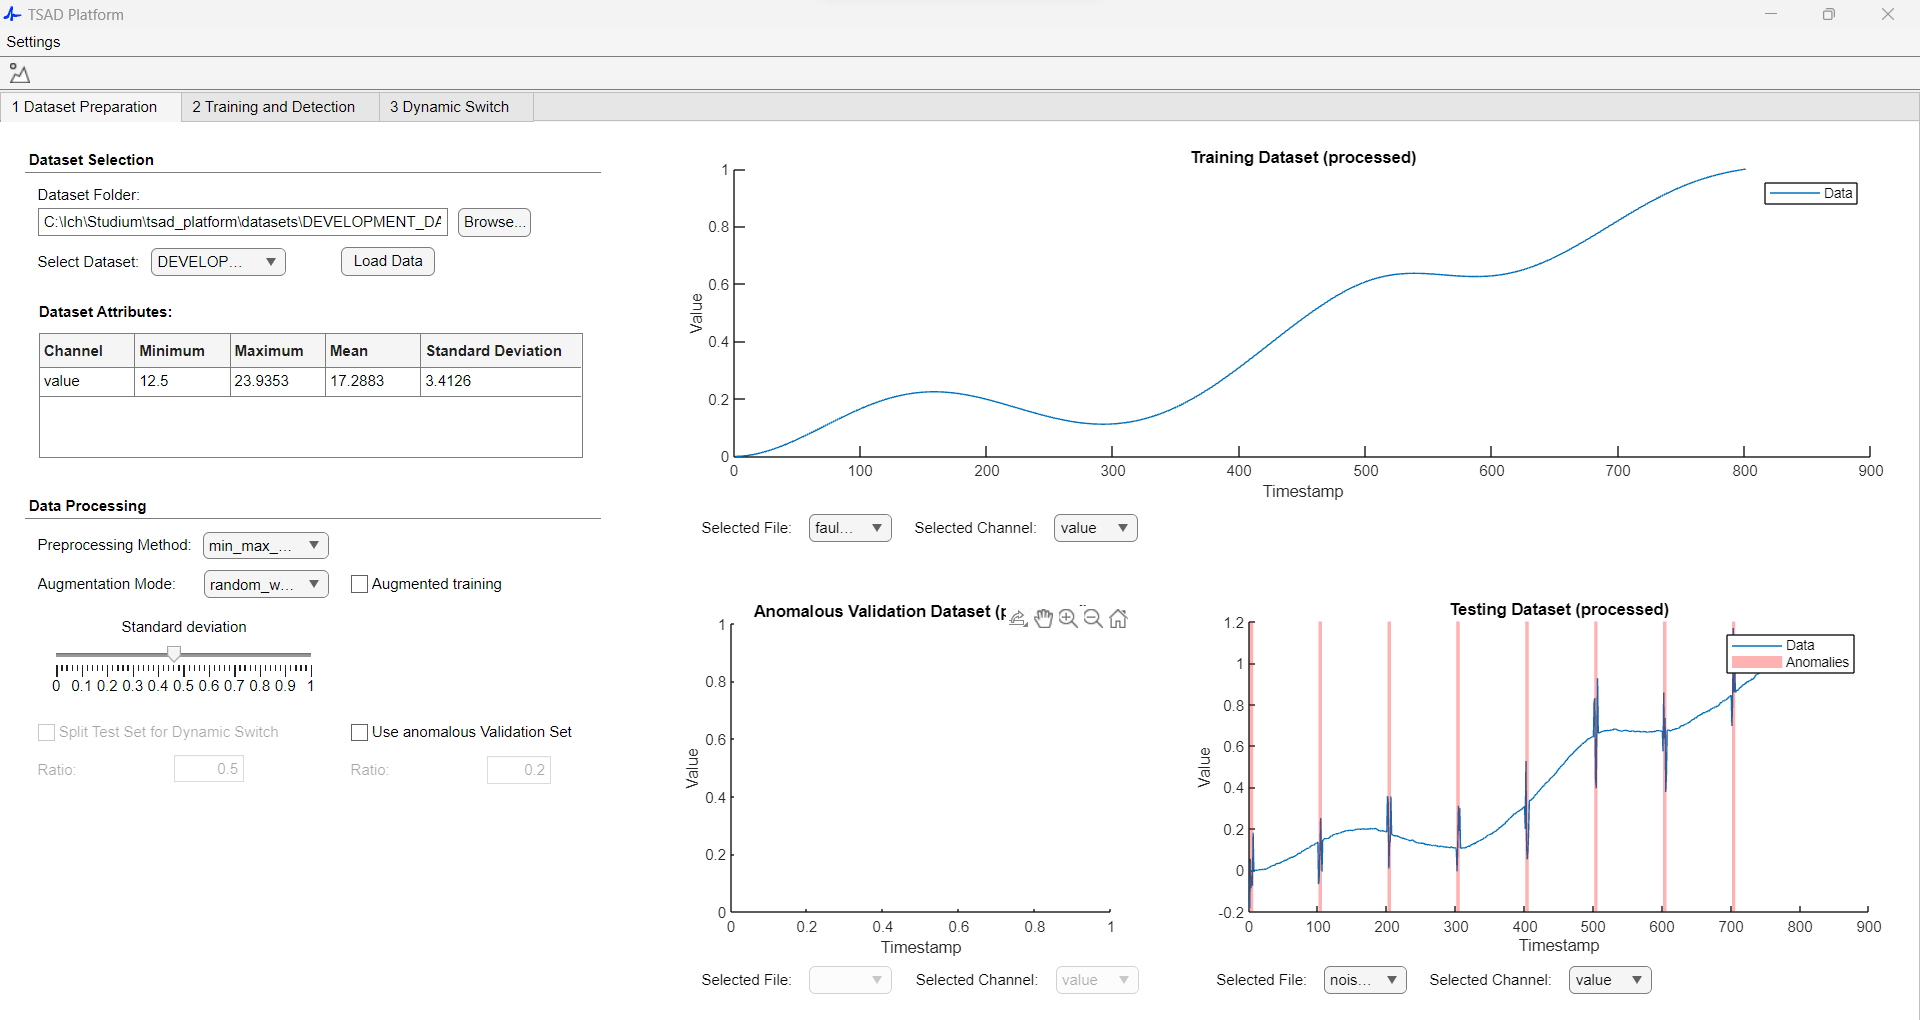 TSAD Platform
Settings
1 Dataset Preparation 2 Training and Detection 3 Dynamic Switch
Dataset Selection
Dataset Folder:
C:\Ich\Studium\tsad_platform\datasets\DEVELOPMENT_DA Browse...
Select Dataset: DEVELOP... Load Data
Dataset Attributes:
Channel Minimum Maximum Mean Standard Deviation
value 12.5 23.9353 17.2883 3.4126
Data Processing
Preprocessing Method: min_max_...
Augmentation Mode: random_w... Augmented training
Standard deviation
0 0.1 0.2 0.3 0.4 0.5 0.6 0.7 0.8 0.9 1
Split Test Set for Dynamic Switch Use anomalous Validation Set
Ratio: 0.5 Ratio: 0.2
Training Dataset (processed)
Data
1
0.8
0.6
0.4
0.2
0
Value
0 100 200 300 400 500 600 700 800 900
Timestamp
Selected File: faul... Selected Channel: value
Anomalous Validation Dataset (p
1
0.8
0.6
0.4
0.2
0
Value
0 0.2 0.4 0.6 0.8 1
Timestamp
Selected File: Selected Channel: value
Testing Dataset (processed)
Data
Anomalies
1.2
1
0.8
0.6
0.4
0.2
0
-0.2
Value
0 100 200 300 400 500 600 700 800 900
Timestamp
Selected File: nois... Selected Channel: value